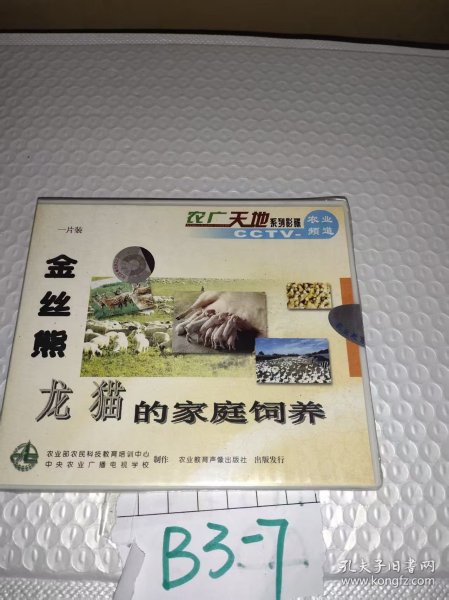 农广天地系列影碟
CCTV-农业频道
一片装
金丝熊
龙猫的家庭饲养
农业部农民科技教育培训中心
中央农业广播电视学校
制作
农业教育声像出版社 出版发行
B3-7
孔夫子旧书网
www.kongfz.com